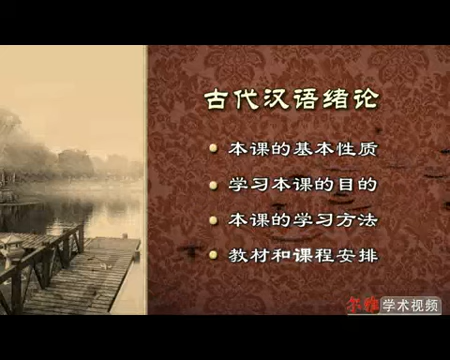 古代汉语绪论
本课的基本性质
学习本课的目的
本课的学习方法
教材和课程安排
尔雅 学术视频